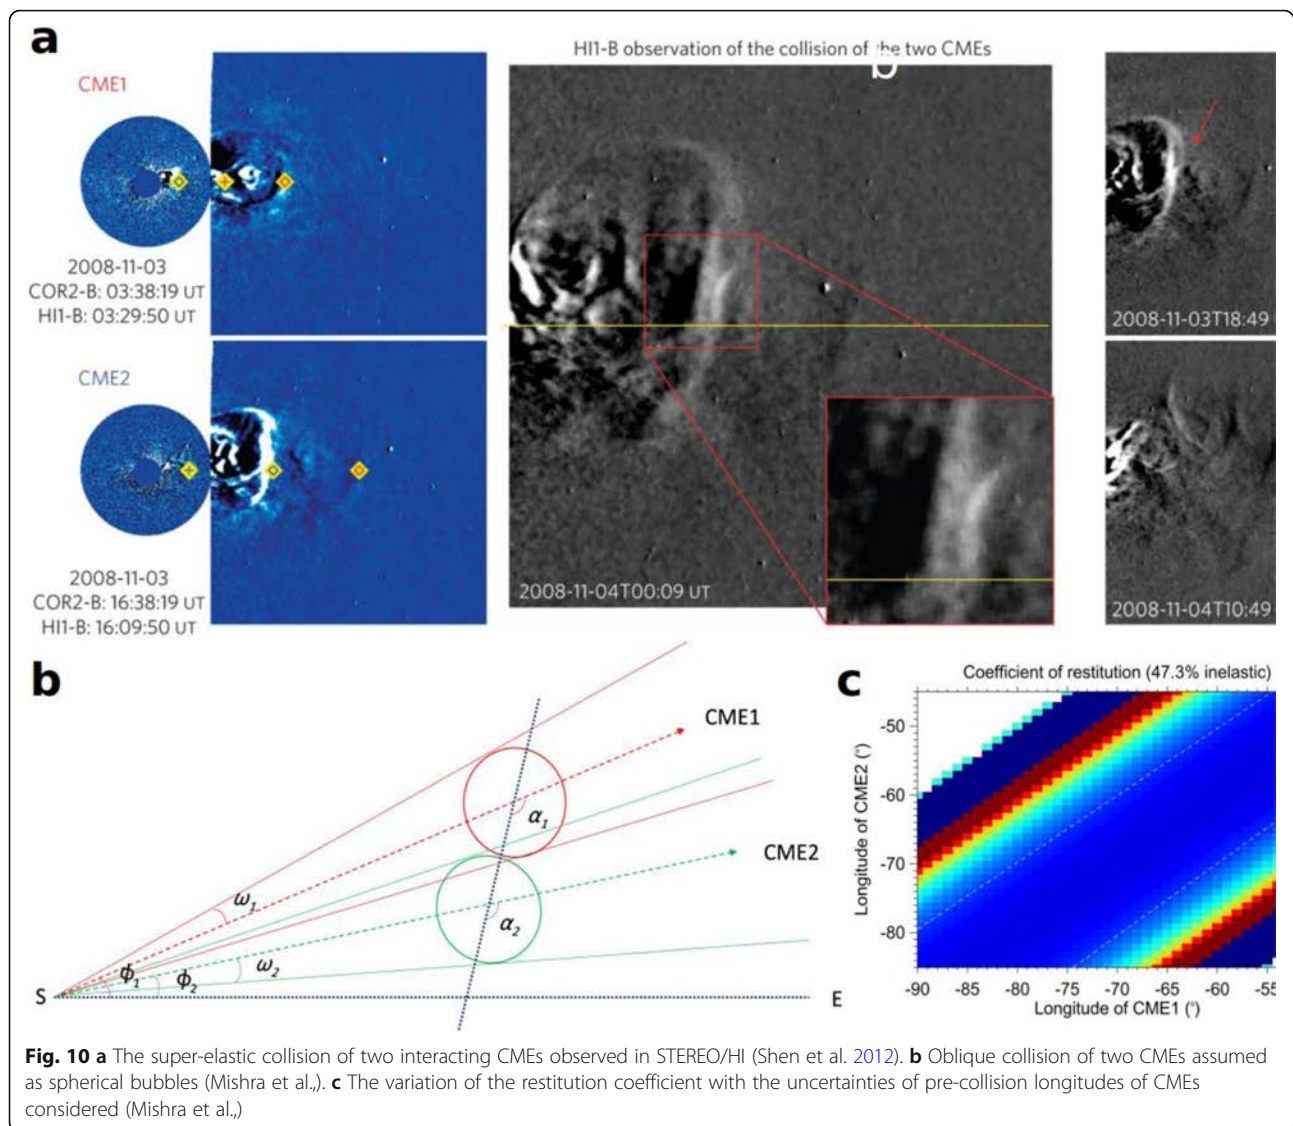 a
HI1-B observation of the collision of the two CMEs
b
CME1
2008-11-03
COR2-B: 03:38:19 UT
HI1-B: 03:29:50 UT
2008-11-03T18:49
CME2
2008-11-03
COR2-B: 16:38:19 UT
HI1-B: 16:09:50 UT
2008-11-04T00:09 UT
2008-11-04T10:49
b
CME1
α1
CME2
α2
ω1
ω2
ϕ1
ϕ2
S
E
c
Coefficient of restitution (47.3% inelastic)
Longitude of CME2 (°)
-50
-60
-70
-80
-90 -85 -80 -75 -70 -65 -60 -55
Longitude of CME1 (°)
Fig. 10 a The super-elastic collision of two interacting CMEs observed in STEREO/HI (Shen et al. 2012). b Oblique collision of two CMEs assumed
as spherical bubbles (Mishra et al.,). c The variation of the restitution coefficient with the uncertainties of pre-collision longitudes of CMEs
considered (Mishra et al.,)